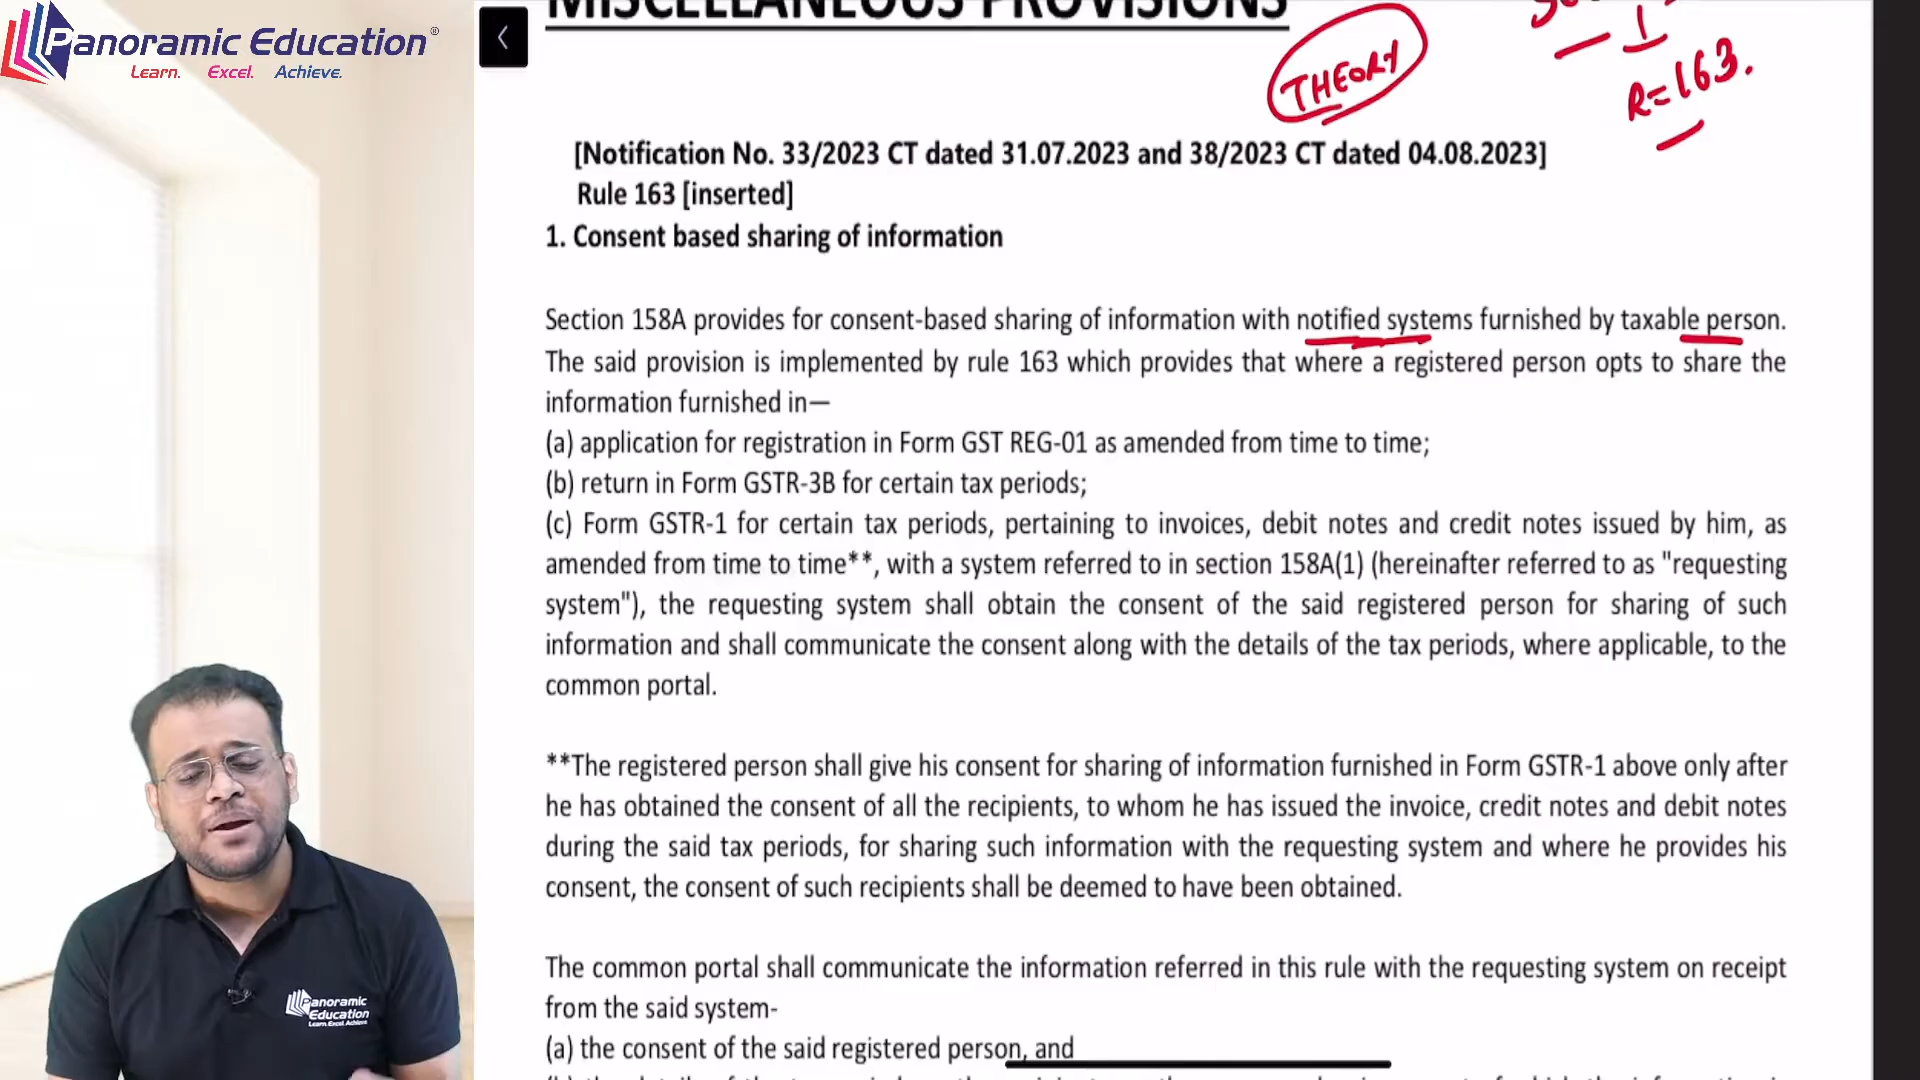 Panoramic Education®
Learn. Excel. Achieve.
MISCELLANEOUS PROVISIONS
THEORY
1
R=163.
[Notification No. 33/2023 CT dated 31.07.2023 and 38/2023 CT dated 04.08.2023]
Rule 163 [inserted]
1. Consent based sharing of information
Section 158A provides for consent-based sharing of information with notified systems furnished by taxable person.
The said provision is implemented by rule 163 which provides that where a registered person opts to share the
information furnished in—
(a) application for registration in Form GST REG-01 as amended from time to time;
(b) return in Form GSTR-3B for certain tax periods;
(c) Form GSTR-1 for certain tax periods, pertaining to invoices, debit notes and credit notes issued by him, as
amended from time to time**, with a system referred to in section 158A(1) (hereinafter referred to as "requesting
system"), the requesting system shall obtain the consent of the said registered person for sharing of such
information and shall communicate the consent along with the details of the tax periods, where applicable, to the
common portal.
**The registered person shall give his consent for sharing of information furnished in Form GSTR-1 above only after
he has obtained the consent of all the recipients, to whom he has issued the invoice, credit notes and debit notes
during the said tax periods, for sharing such information with the requesting system and where he provides his
consent, the consent of such recipients shall be deemed to have been obtained.
The common portal shall communicate the information referred in this rule with the requesting system on receipt
from the said system-
(a) the consent of the said registered person, and
Panoramic
Education
Learn.Excel.Achieve